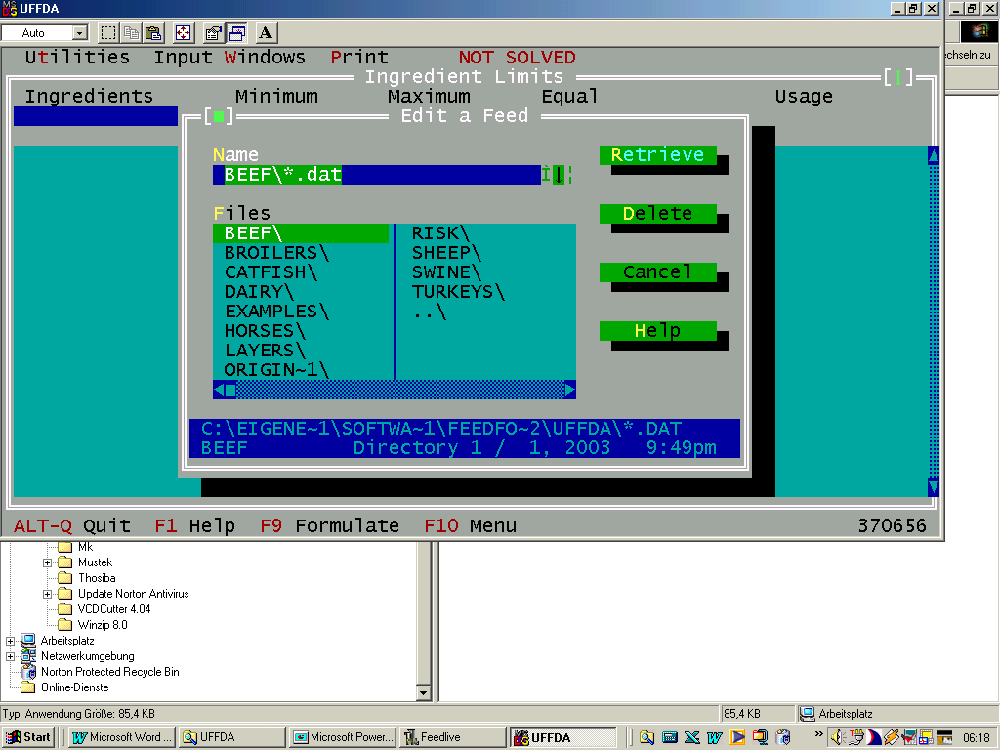 UFFDA
Auto
A
Utilities Input Windows Print NOT SOLVED
chseln zu
Ingredient Limits
Ingredients Minimum Maximum Equal Usage
Edit a Feed
Name
BEEF\*.dat
Retrieve
Files
Delete
BEEF\ RISK\
BROILERS\ SHEEP\
CATFISH\ SWINE\
Cancel
DAIRY\ TURKEYS\
EXAMPLES\ ..\
HORSES\
Help
LAYERS\
ORIGIN~1\
C:\EIGENE~1\SOFTWA~1\FEEDFO~2\UFFDA\*.DAT
BEEF Directory 1 / 1, 2003 9:49pm
ALT-Q Quit F1 Help F9 Formulate F10 Menu 370656
Mk
Mustek
Thosiba
Update Norton Antivirus
VCDCutter 4.04
Winzip 8.0
Arbeitsplatz
Netzwerkumgebung
Norton Protected Recycle Bin
Online-Dienste
Typ: Anwendung Größe: 85,4 KB 85,4 KB Arbeitsplatz
Start Microsoft Word ... UFFDA Microsoft Power... Feedlive UFFDA 06:18